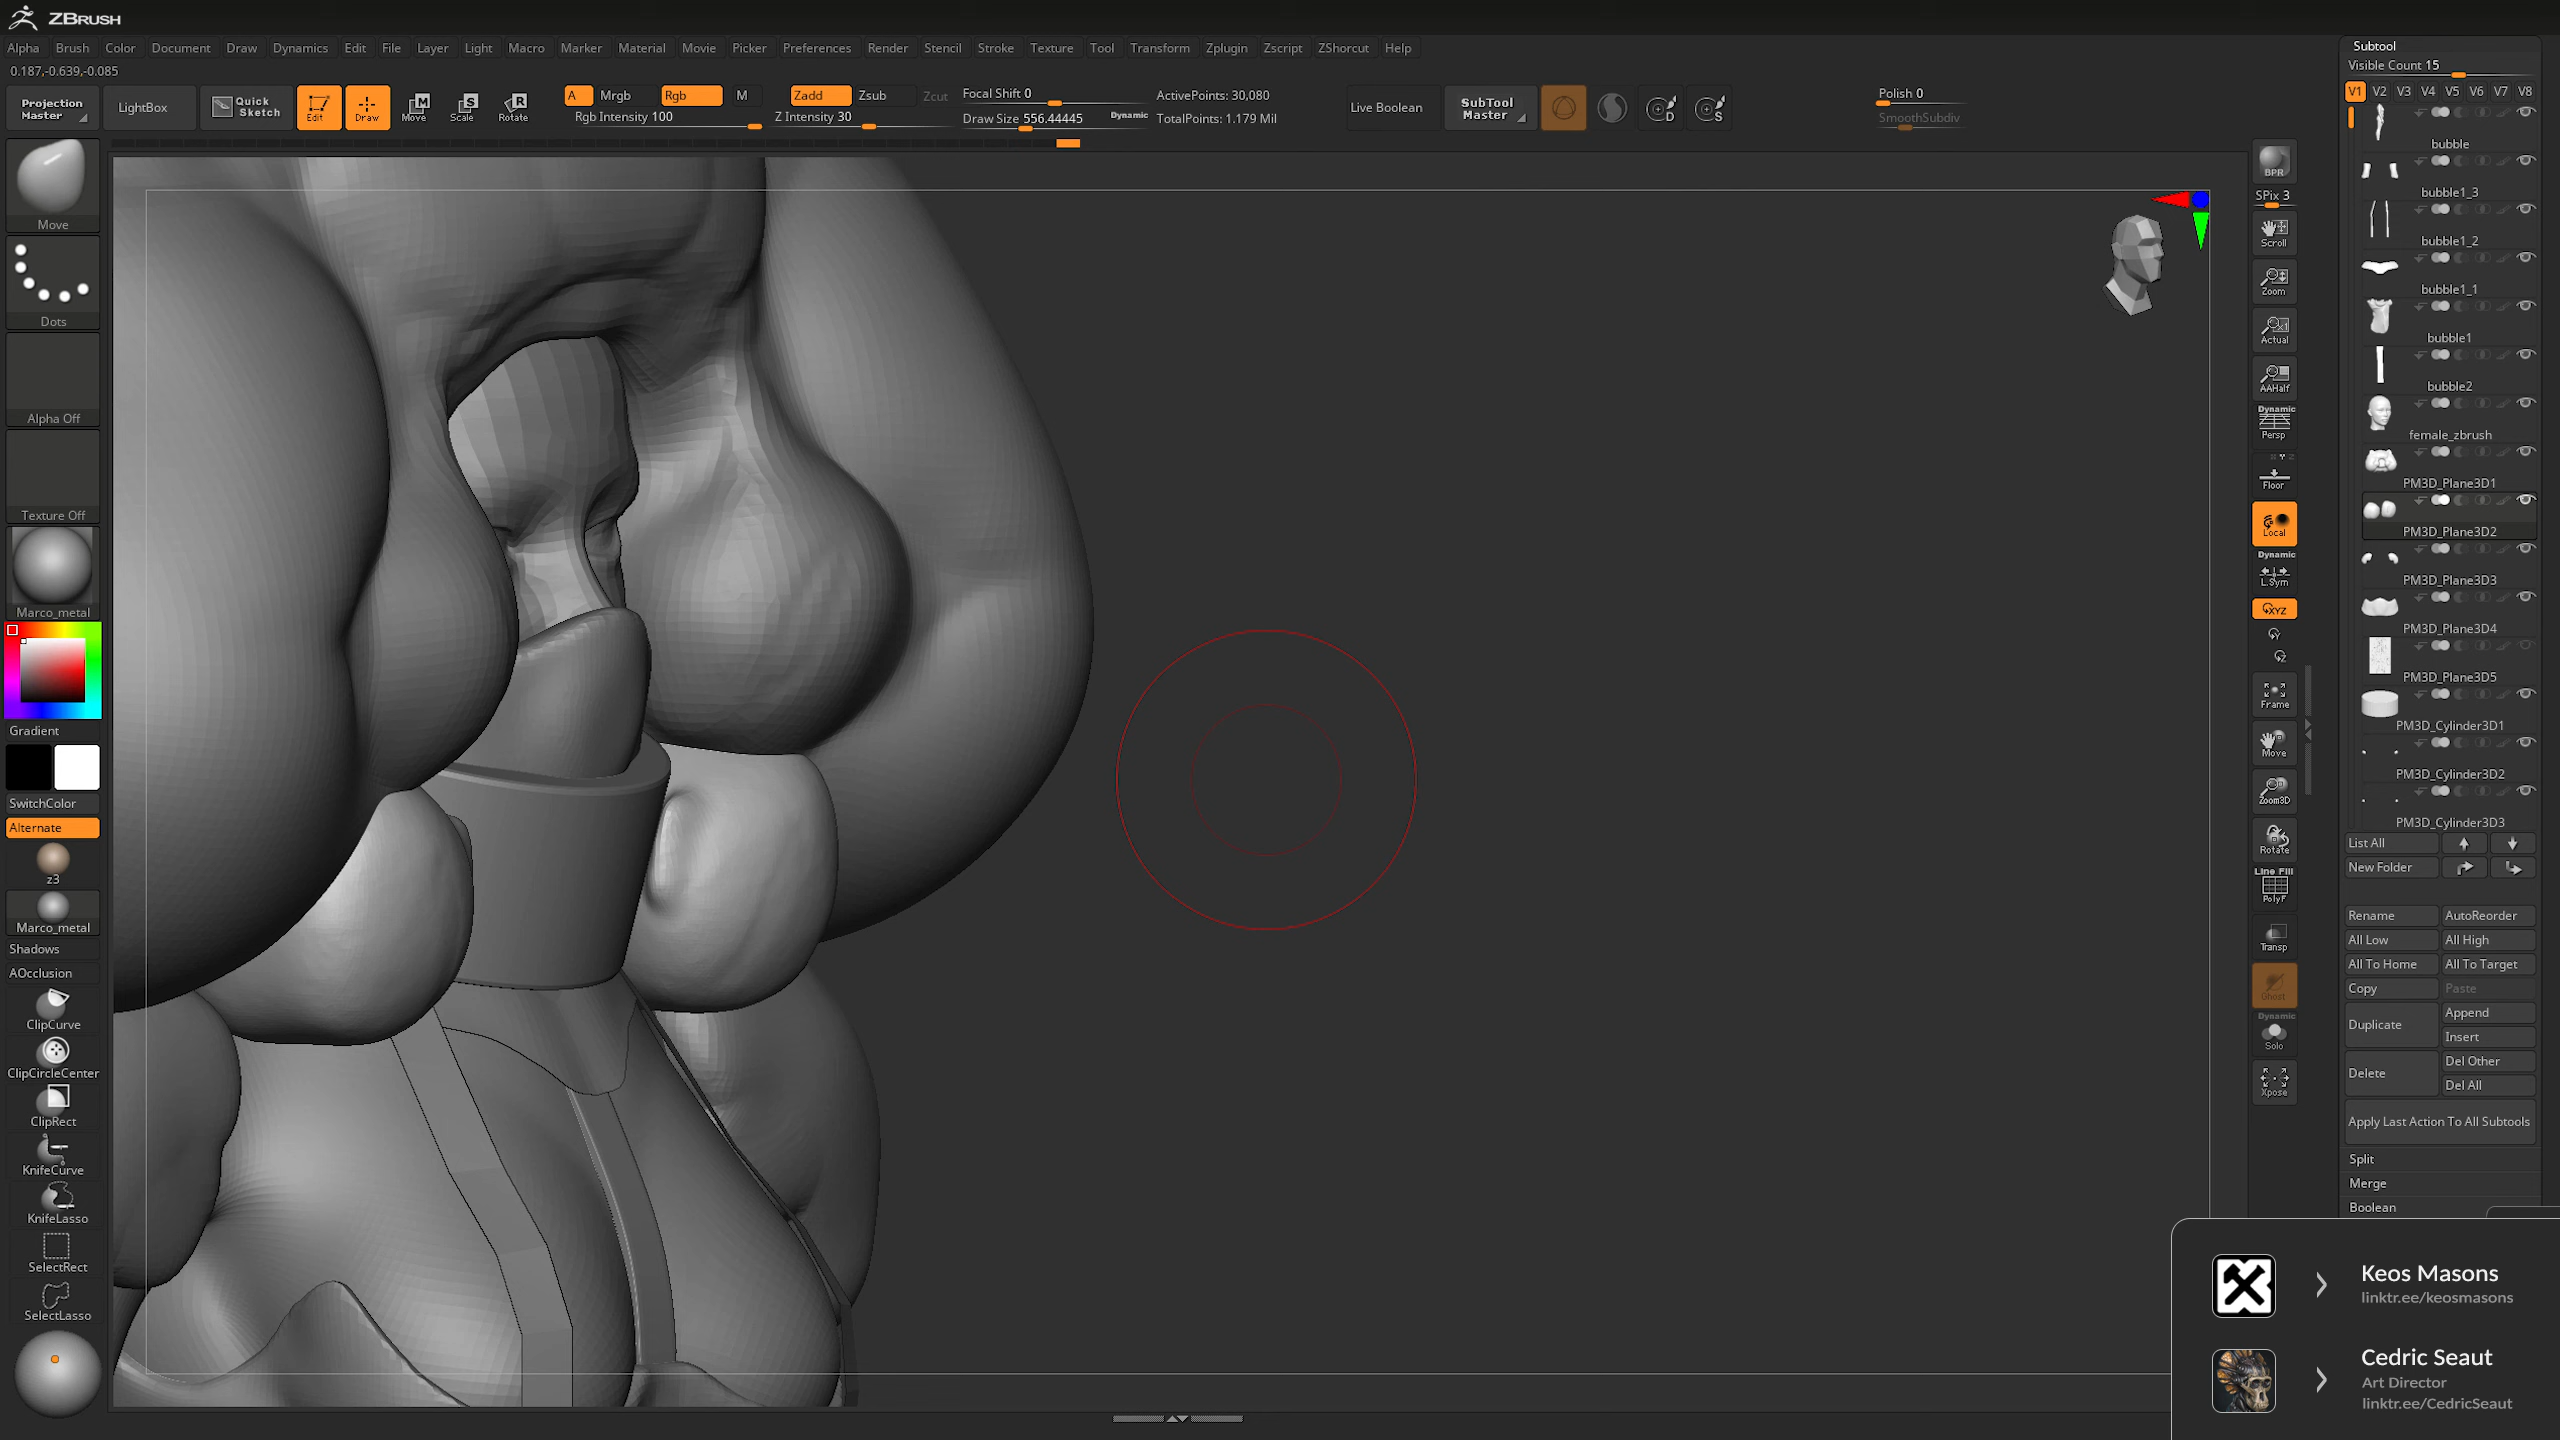 ZBRUSH
Alpha Brush Color Document Draw Dynamics Edit File Layer Light Macro Marker Material Movie Picker Preferences Render Stencil Stroke Texture Tool Transform Zplugin Zscript ZShorcut Help
0.187,-0.639,-0.085
Projection Master
LightBox
Quick Sketch
Edit
Draw
Move
Scale
Rotate
A Mrgb Rgb M
Rgb Intensity 100
Zadd Zsub Zcut
Z Intensity 30
Focal Shift 0
Draw Size 556.44445
Dynamic
ActivePoints: 30,080
TotalPoints: 1.179 Mil
Live Boolean
SubTool Master
Polish 0
SmoothSubdiv
Move
Dots
Alpha Off
Texture Off
Marco_metal
Gradient
SwitchColor
Alternate
z3
Marco_metal
Shadows
AOcclusion
ClipCurve
ClipCircleCenter
ClipRect
KnifeCurve
KnifeLasso
SelectRect
SelectLasso
BPR
SPix 3
Scroll
Zoom
Actual
AAHalf
Dynamic
Persp
Floor
Local
Dynamic
L.Sym
XYZ
Frame
Move
Zoom3D
Rotate
Line Fill
PolyF
Transp
Ghost
Dynamic
Solo
Xpose
Subtool
Visible Count 15
V1 V2 V3 V4 V5 V6 V7 V8
bubble
bubble1_3
bubble1_2
bubble1_1
bubble1
bubble2
female_zbrush
PM3D_Plane3D1
PM3D_Plane3D2
PM3D_Plane3D3
PM3D_Plane3D4
PM3D_Plane3D5
PM3D_Cylinder3D1
PM3D_Cylinder3D2
PM3D_Cylinder3D3
List All
New Folder
Rename AutoReorder
All Low All High
All To Home All To Target
Copy Paste
Duplicate Append
Insert
Delete Del Other
Del All
Apply Last Action To All Subtools
Split
Merge
Boolean
Keos Masons
linktr.ee/keosmasons
Cedric Seaut
Art Director
linktr.ee/CedricSeaut